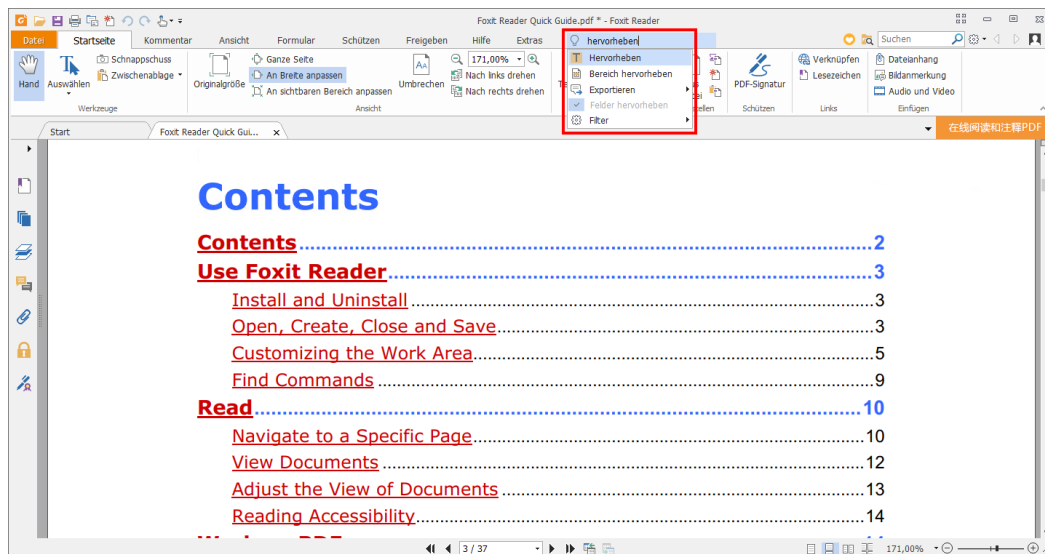 Foxit Reader Quick Guide.pdf * - Foxit Reader
Datei Startseite Kommentar Ansicht Formular Schützen Freigeben Hilfe Extras hervorheben Suchen
Hand
Auswählen
Schnappschuss
Zwischenablage
Werkzeuge
Originalgröße
Ganze Seite
An Breite anpassen
An sichtbaren Bereich anpassen
Umbrechen
171,00%
Nach links drehen
Nach rechts drehen
Ansicht
Hervorheben
Bereich hervorheben
Exportieren
Felder hervorheben
Filter
PDF-Signatur
Schützen
Verknüpfen
Lesezeichen
Links
Dateianhang
Bildanmerkung
Audio und Video
Einfügen
Start Foxit Reader Quick Gui... 在线阅读和注释PDF
Contents
Contents 2
Use Foxit Reader 3
Install and Uninstall 3
Open, Create, Close and Save 3
Customizing the Work Area 5
Find Commands 9
Read 10
Navigate to a Specific Page 10
View Documents 12
Adjust the View of Documents 13
Reading Accessibility 14
3 / 37 171,00%